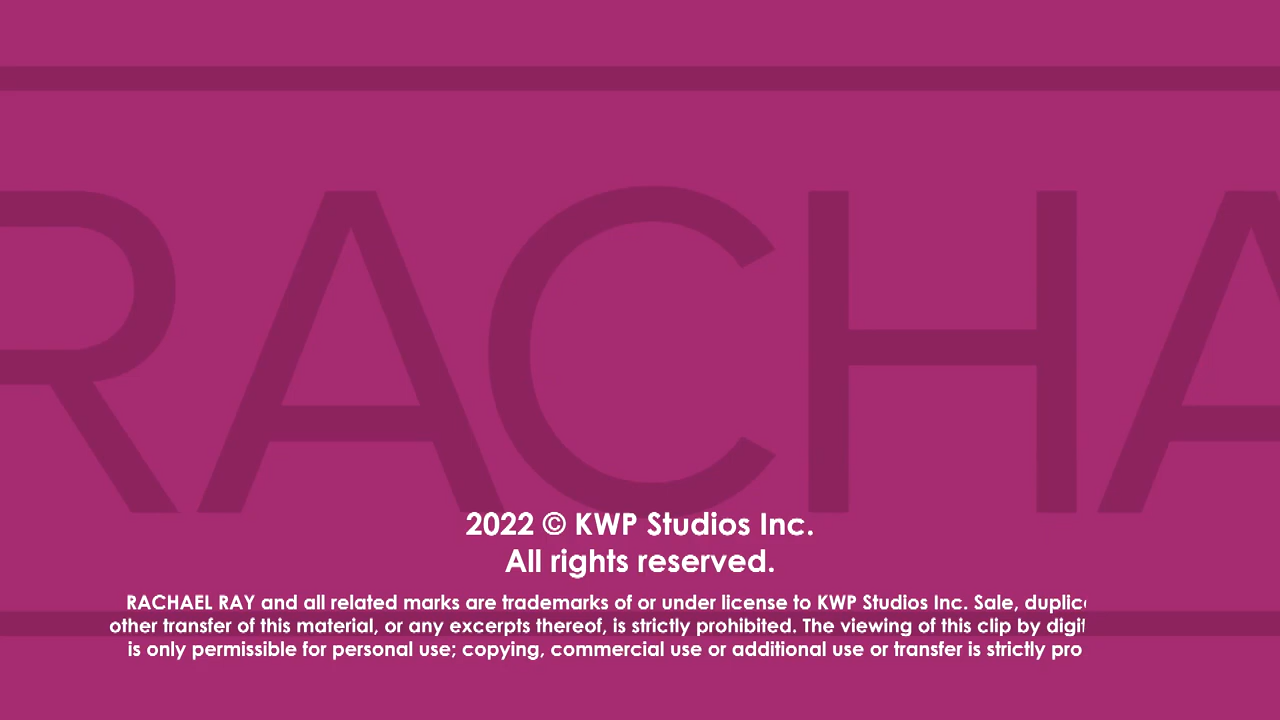 RACHA
2022 © KWP Studios Inc.
All rights reserved.
RACHAEL RAY and all related marks are trademarks of or under license to KWP Studios Inc. Sale,
other transfer of this material, or any excerpts thereof, is strictly prohibited. The viewing of this clip by
is only permissible for personal use; copying, commercial use or additional use or transfer is strictly